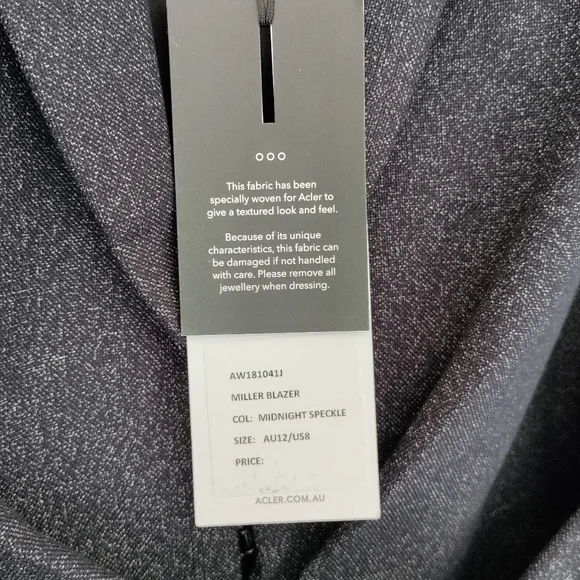 This fabric has been
specially woven for Acler to
give a textured look and feel.
Because of its unique
characteristics, this fabric can
be damaged if not handled
with care. Please remove all
jewellery when dressing.
AW181041J
MILLER BLAZER
COL: MIDNIGHT SPECKLE
SIZE: AU12/US8
PRICE:
ACLER.COM.AU